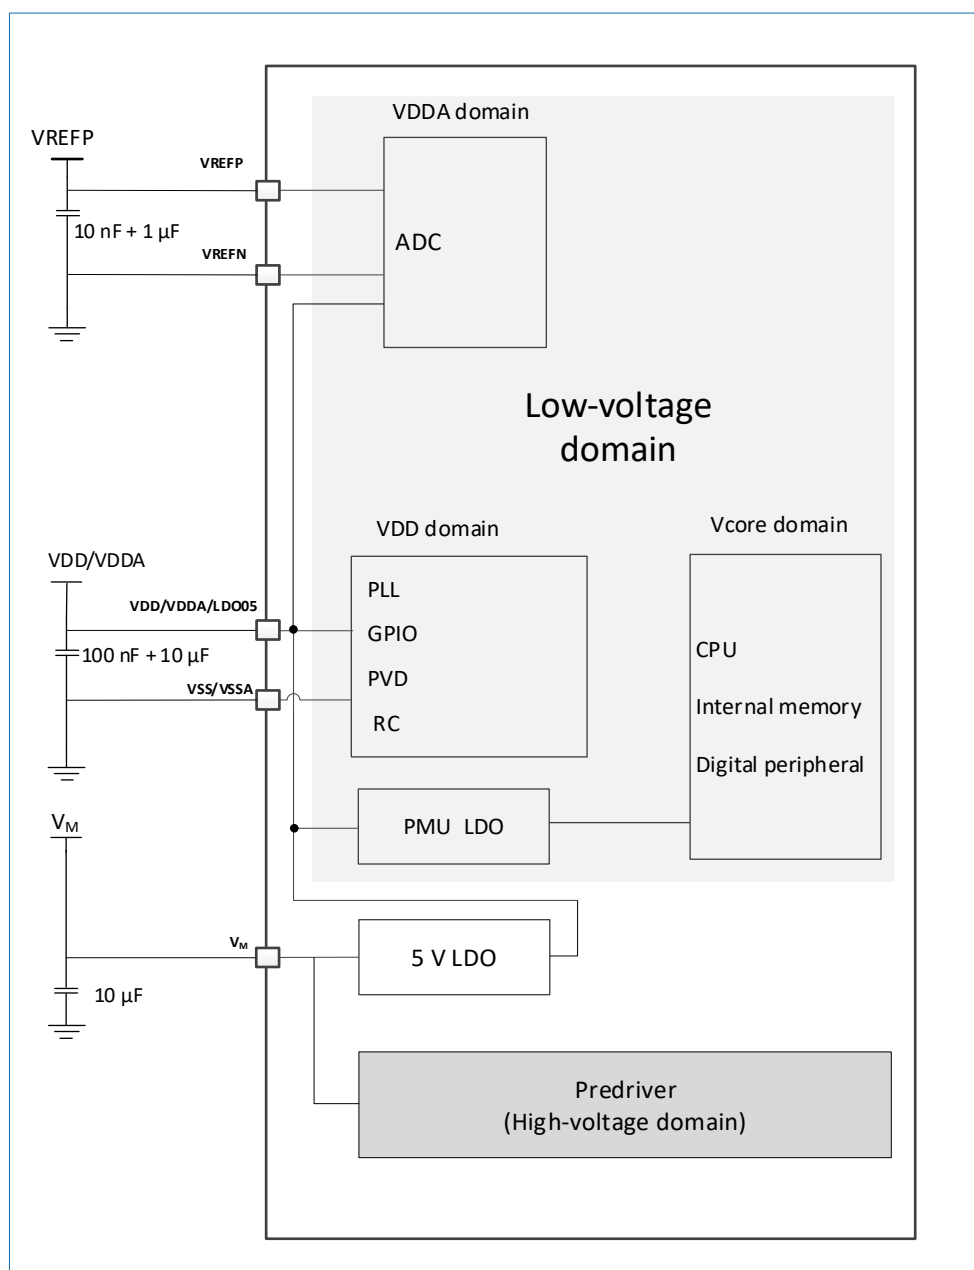 VDDA domain
VREFP
VREFP
10 nF + 1 µF
ADC
VREFN
Low-voltage
domain
VDD domain
Vcore domain
VDD/VDDA
PLL
VDD/VDDA/LDO05
GPIO
100 nF + 10 µF
CPU
PVD
VSS/VSSA
Internal memory
RC
Digital peripheral
VM
PMU LDO
VM
5 V LDO
10 µF
Predriver
(High-voltage domain)